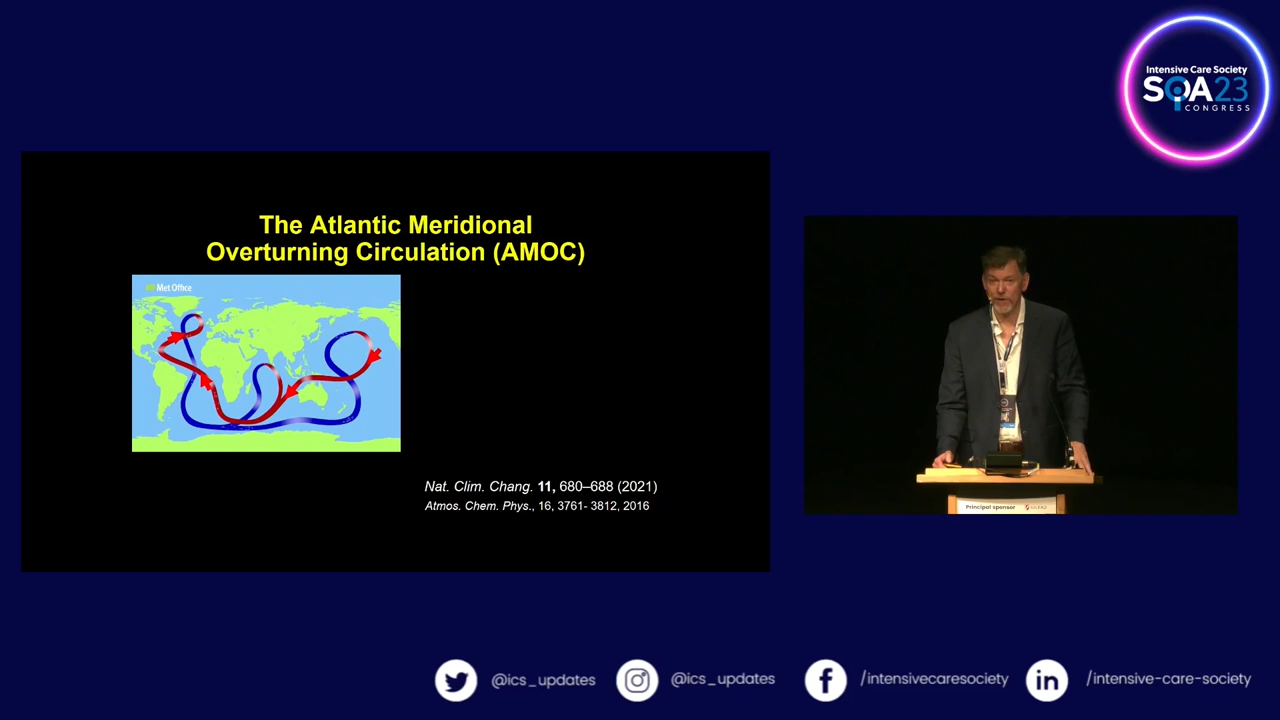 Intensive Care Society
SOA23
CONGRESS
The Atlantic Meridional
Overturning Circulation (AMOC)
Met Office
Nat. Clim. Chang. 11, 680–688 (2021)
Atmos. Chem. Phys., 16, 3761- 3812, 2016
Principal sponsor
GILEAD
@ics_updates
@ics_updates
/intensivecaresociety
/intensive-care-society